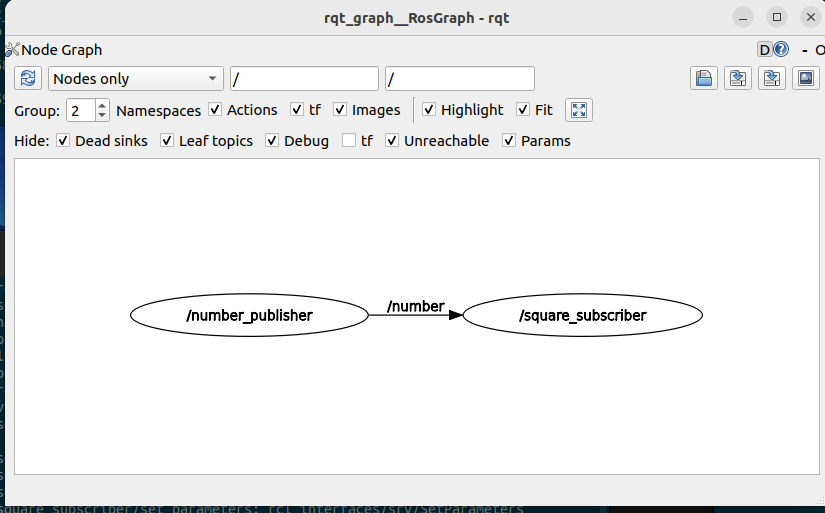 rqt_graph__RosGraph - rqt
Node Graph D ? - O
Nodes only / /
Group: 2 Namespaces Actions tf Images Highlight Fit
Hide: Dead sinks Leaf topics Debug tf Unreachable Params
/number_publisher /number /square_subscriber
square_subscriber/set_parameters: rcl_interfaces/srv/SetParameters